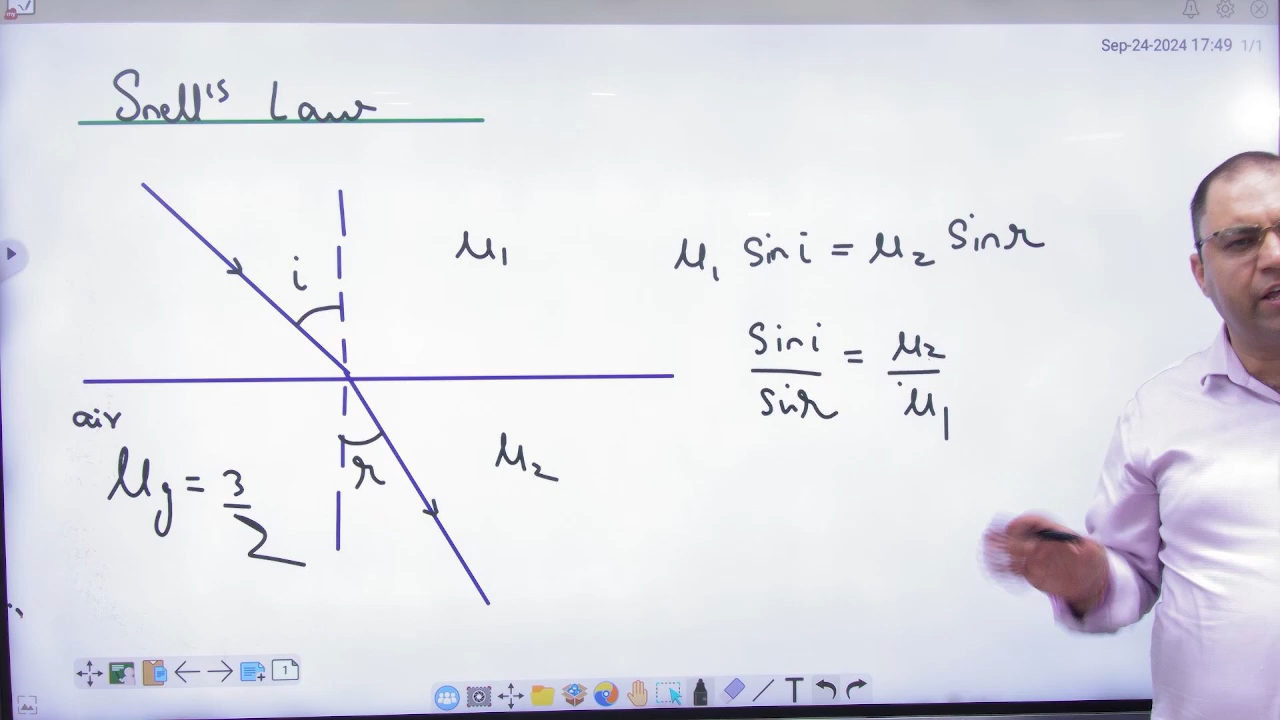 Sep-24-2024 17:49 1/1
Snell's Law
i
μ₁
μ₁ sin i = μ₂ sin r
sin i / sin r = μ₂ / μ₁
air
μg = 3/2
r
μ₂
1
T